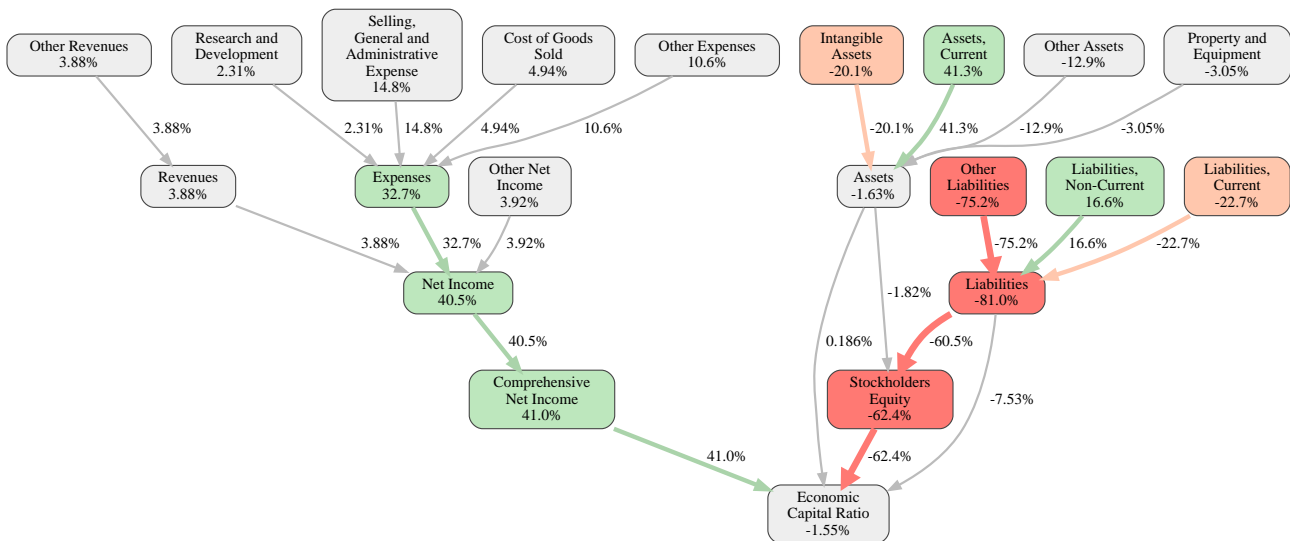 Other Revenues
3.88%
Research and
Development
2.31%
Selling,
General and
Administrative
Expense
14.8%
Cost of Goods
Sold
4.94%
Other Expenses
10.6%
Intangible
Assets
-20.1%
Assets,
Current
41.3%
Other Assets
-12.9%
Property and
Equipment
-3.05%
3.88%
2.31%
14.8%
4.94%
10.6%
-20.1%
41.3%
-12.9%
-3.05%
Revenues
3.88%
Expenses
32.7%
Other Net
Income
3.92%
Assets
-1.63%
Other
Liabilities
-75.2%
Liabilities,
Non-Current
16.6%
Liabilities,
Current
-22.7%
3.88%
32.7%
3.92%
-75.2%
16.6%
-22.7%
Net Income
40.5%
-1.82%
Liabilities
-81.0%
40.5%
0.186%
-60.5%
Comprehensive
Net Income
41.0%
Stockholders
Equity
-62.4%
-7.53%
41.0%
-62.4%
Economic
Capital Ratio
-1.55%